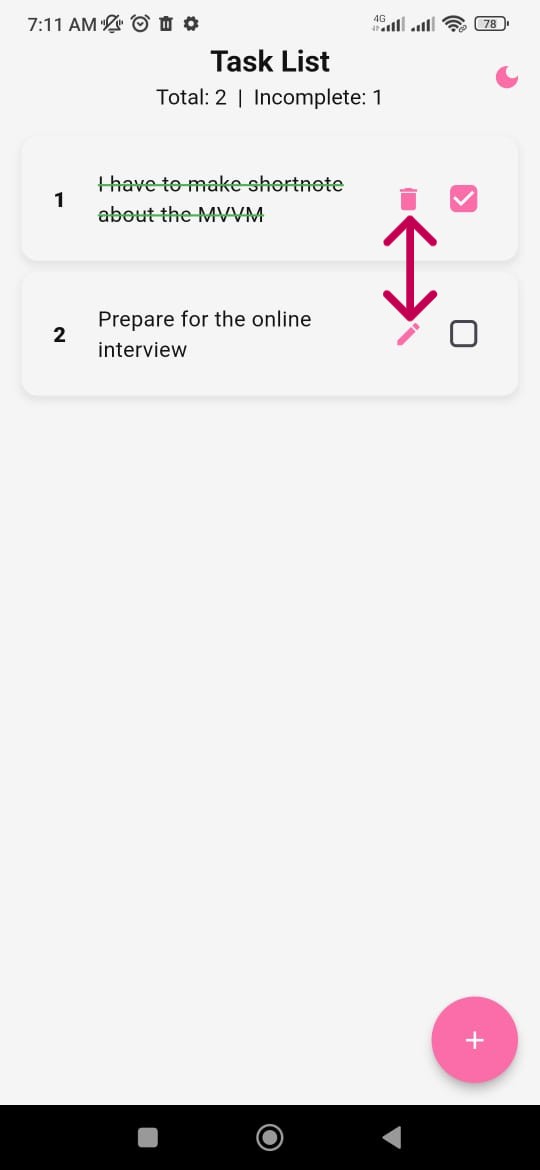 7:11 AM
4G
78
Task List
Total: 2 | Incomplete: 1
1
I have to make shortnote
about the MVVM
2
Prepare for the online
interview
+